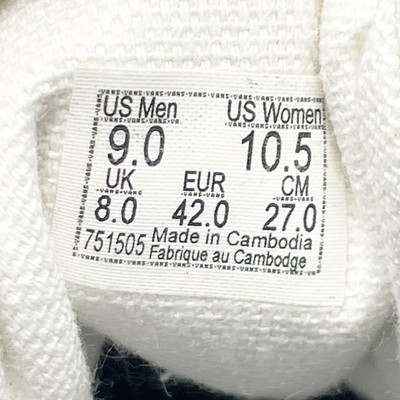 US Men US Women
9.0 10.5
UK EUR CM
8.0 42.0 27.0
751505 Made in Cambodia
Fabrique au Cambodge